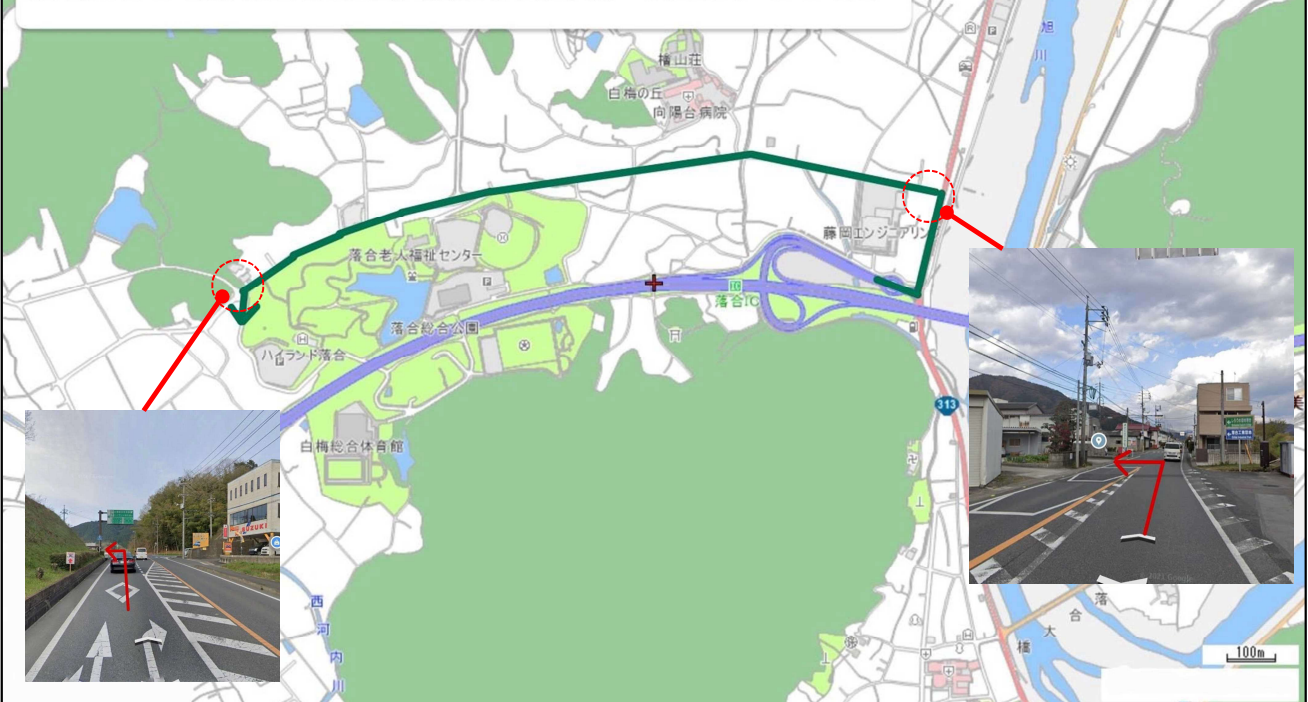 旭川
檜山荘
白梅の丘
向陽台病院
藤岡エンジニアリン
落合老人福祉センター
IC
落合IC
落合総合公園
ハイランド落合
313
白梅総合体育館
SUZUKI
西河内川
落合大橋
100m